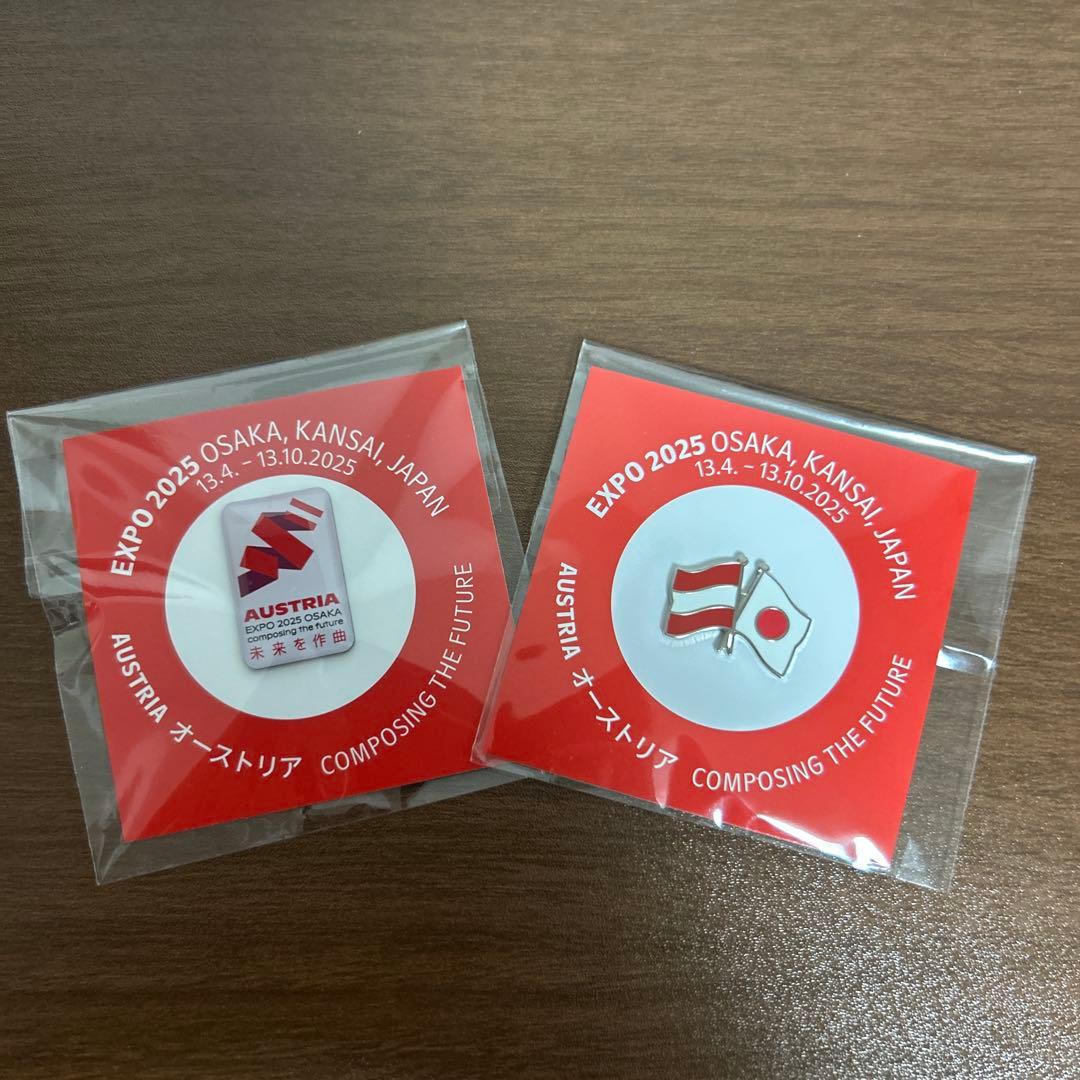 EXPO 2025 OSAKA, KANSAI, JAPAN
13.4. – 13.10.2025
AUSTRIA
EXPO 2025 OSAKA
composing the future
未来を作曲
AUSTRIA オーストリア COMPOSING THE FUTURE
EXPO 2025 OSAKA, KANSAI, JAPAN
13.4. – 13.10.2025
AUSTRIA オーストリア COMPOSING THE FUTURE